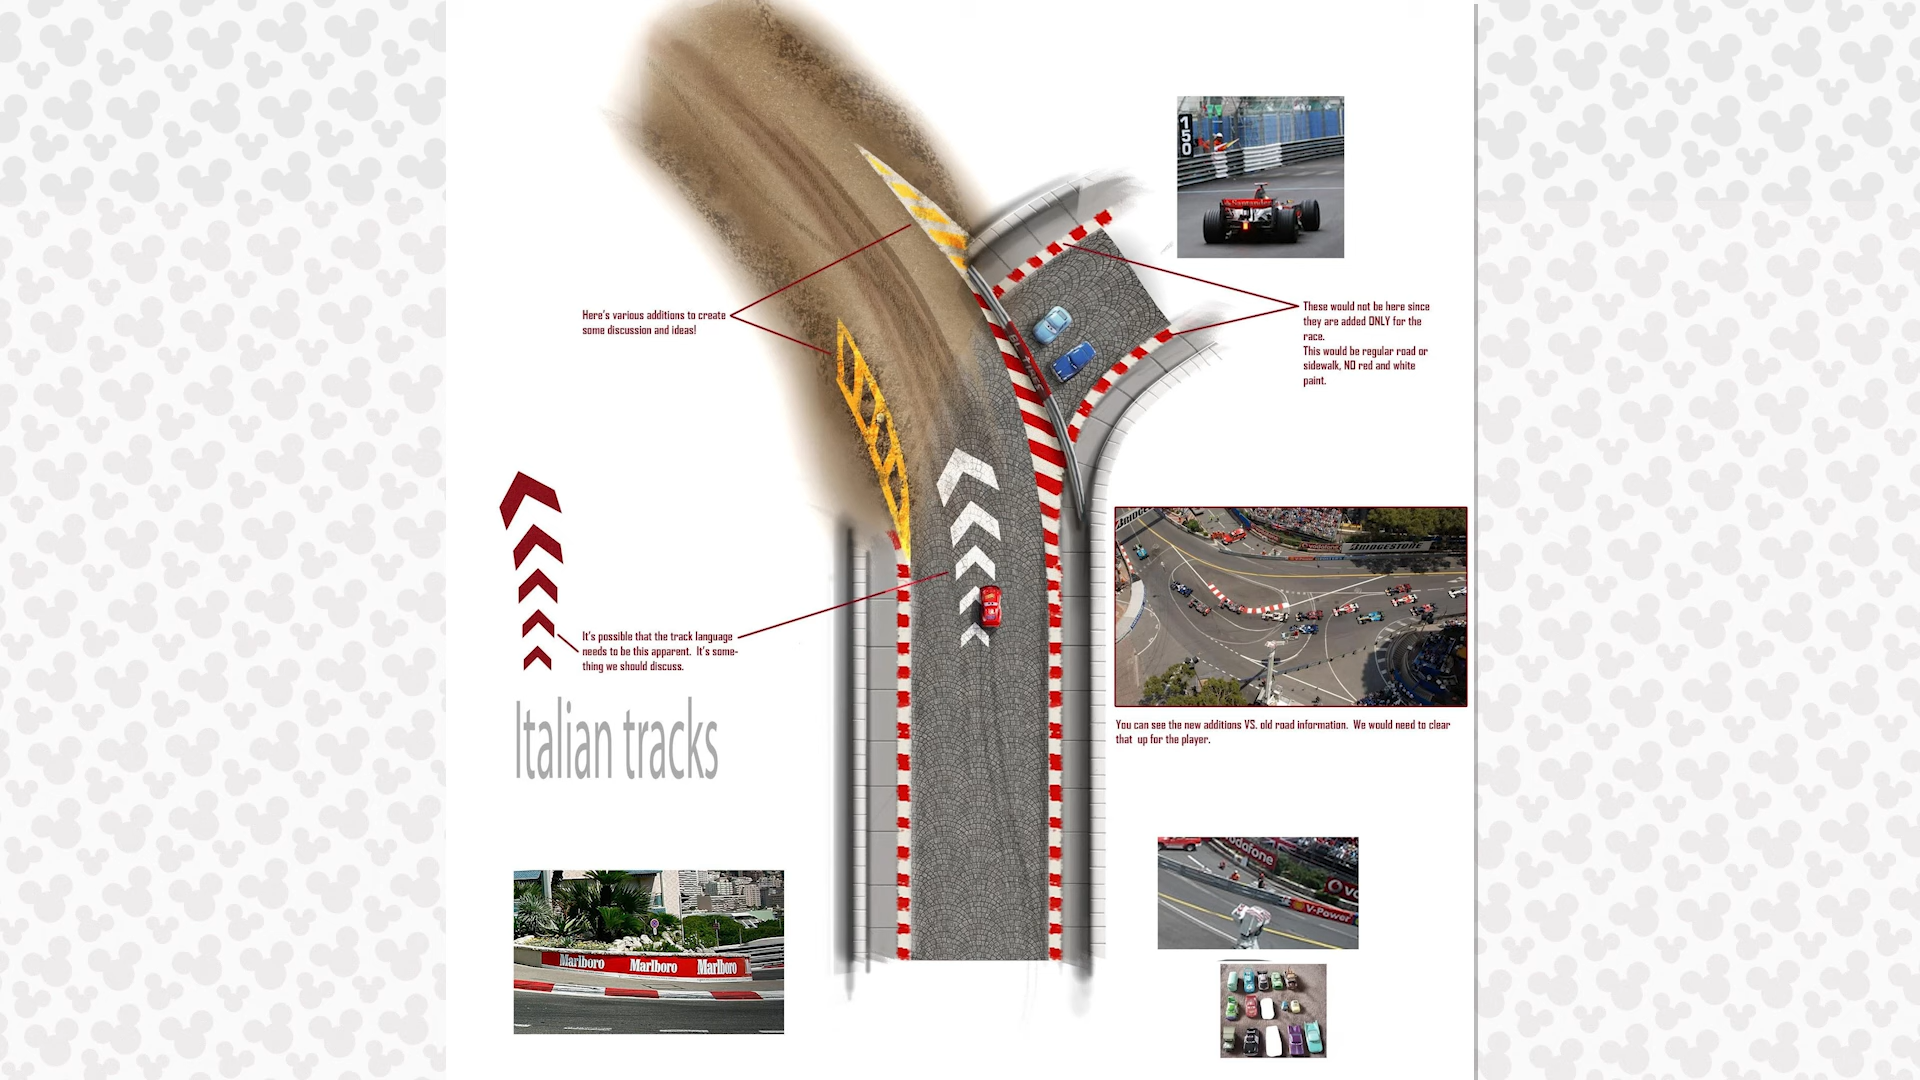 150
Santander
Here's various additions to create
some discussion and ideas!
These would not be here since
they are added ONLY for the
race.
This would be regular road or
sidewalk, NO red and white
paint.
BRIDGESTONE
It's possible that the track language
needs to be this apparent. It's some-
thing we should discuss.
Italian tracks
You can see the new additions VS. old road information. We would need to clear
that up for the player.
Vodafone
V-Power
Marlboro Marlboro Marlboro